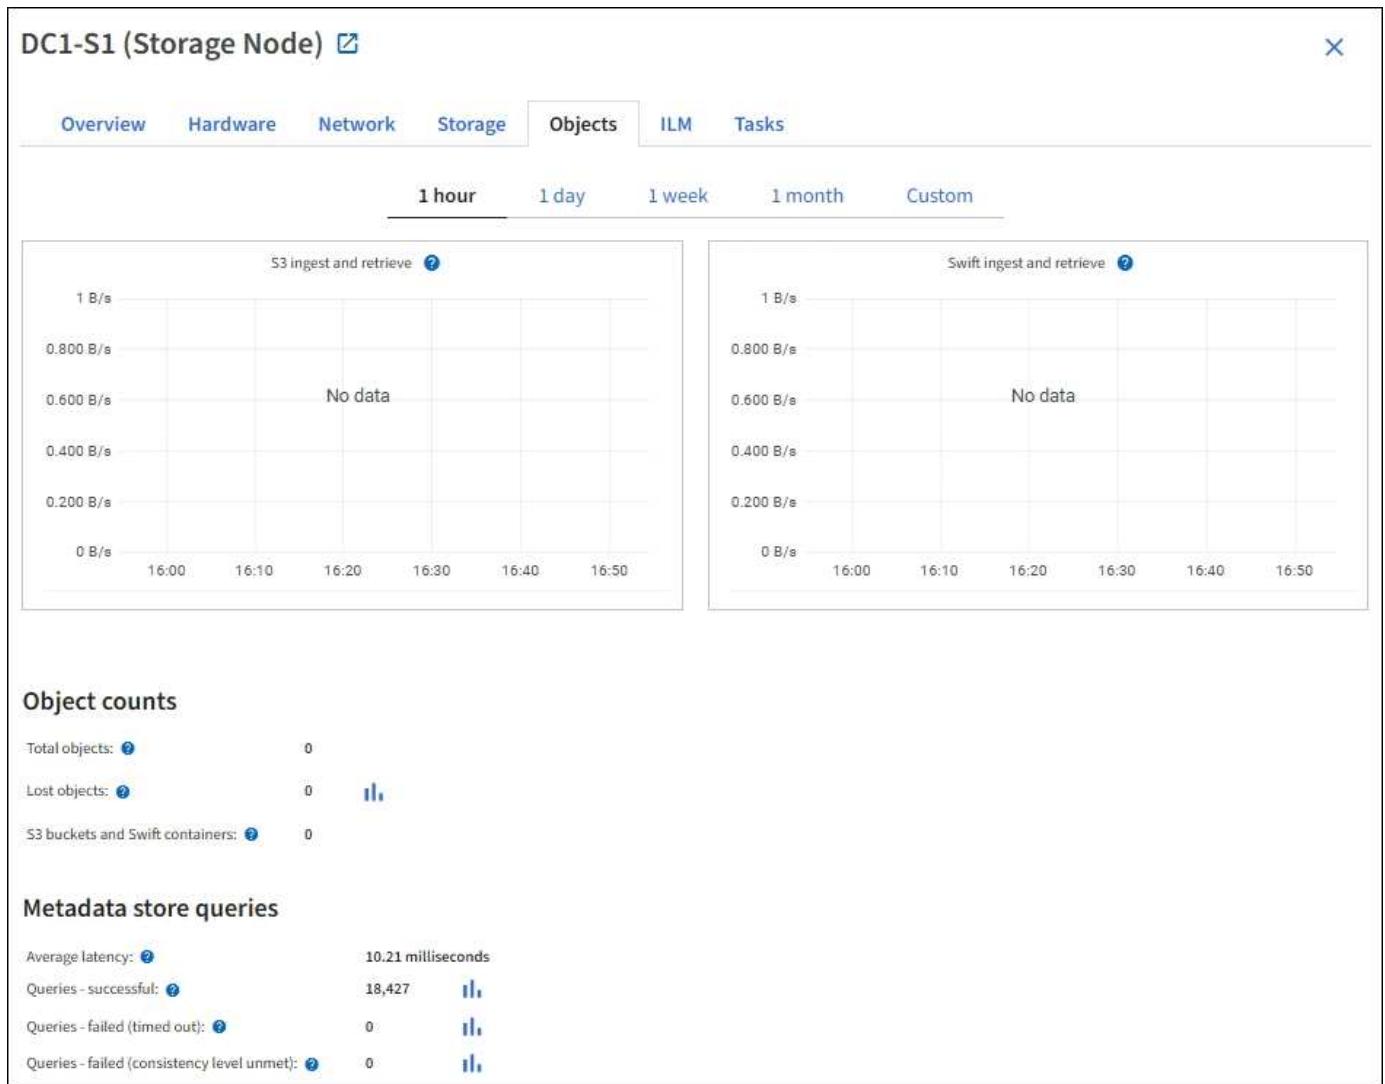 DC1-S1 (Storage Node)
Overview Hardware Network Storage Objects ILM Tasks
1 hour 1 day 1 week 1 month Custom
S3 ingest and retrieve
1 B/s
0.800 B/s
0.600 B/s
0.400 B/s
0.200 B/s
0 B/s
No data
16:00 16:10 16:20 16:30 16:40 16:50
Swift ingest and retrieve
1 B/s
0.800 B/s
0.600 B/s
0.400 B/s
0.200 B/s
0 B/s
No data
16:00 16:10 16:20 16:30 16:40 16:50
Object counts
Total objects: 0
Lost objects: 0
S3 buckets and Swift containers: 0
Metadata store queries
Average latency: 10.21 milliseconds
Queries - successful: 18,427
Queries - failed (timed out): 0
Queries - failed (consistency level unmet): 0